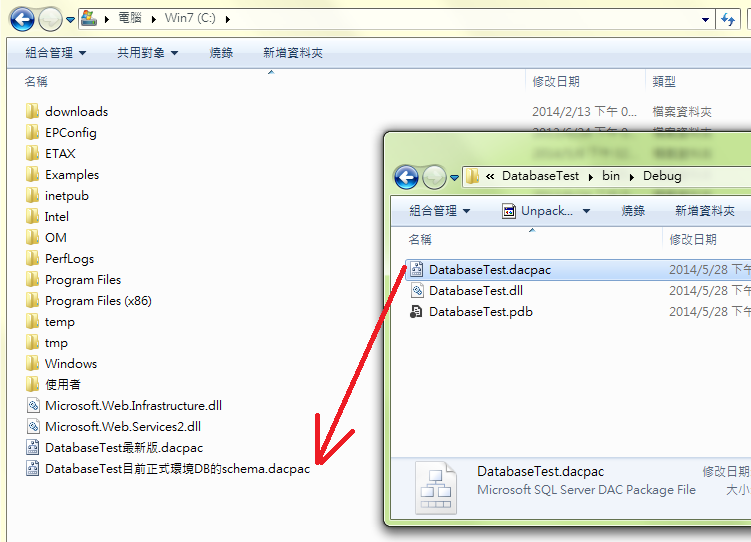 電腦 Win7 (C:)
組合管理 共用對象 燒錄 新增資料夾
名稱 修改日期 類型
downloads 2014/2/13 下午 0... 檔案資料夾
EPConfig
ETAX
Examples
inetpub
Intel
OM
PerfLogs
Program Files
Program Files (x86)
temp
tmp
Windows
使用者
Microsoft.Web.Infrastructure.dll
Microsoft.Web.Services2.dll
DatabaseTest最新版.dacpac
DatabaseTest目前正式環境DB的schema.dacpac
« DatabaseTest bin Debug
組合管理 Unpack... 燒錄 新增資料夾
名稱 修改日期
DatabaseTest.dacpac 2014/5/28 下午
DatabaseTest.dll 2014/5/28 下午
DatabaseTest.pdb 2014/5/28 下午
DatabaseTest.dacpac 修改日期
Microsoft SQL Server DAC Package File 大小